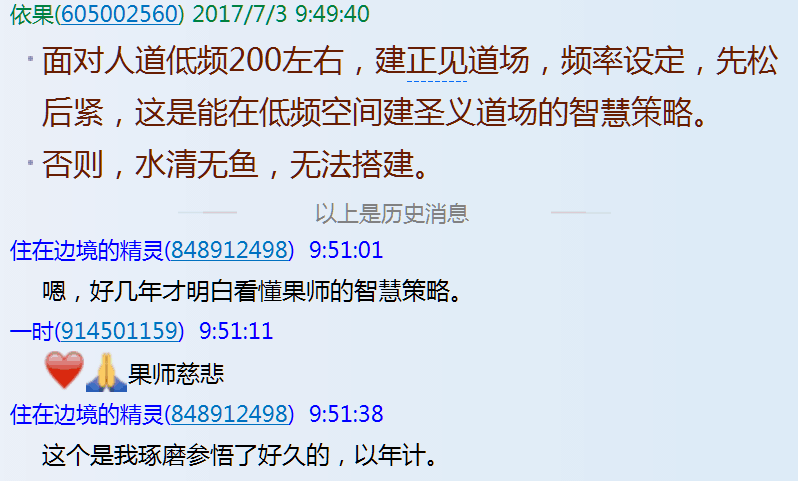 依果(605002560) 2017/7/3 9:49:40
面对人道低频200左右，建正见道场，频率设定，先松
后紧，这是能在低频空间建圣义道场的智慧策略。
否则，水清无鱼，无法搭建。
以上是历史消息
住在边境的精灵(848912498) 9:51:01
嗯，好几年才明白看懂果师的智慧策略。
一时(914501159) 9:51:11
果师慈悲
住在边境的精灵(848912498) 9:51:38
这个是我琢磨参悟了好久的，以年计。